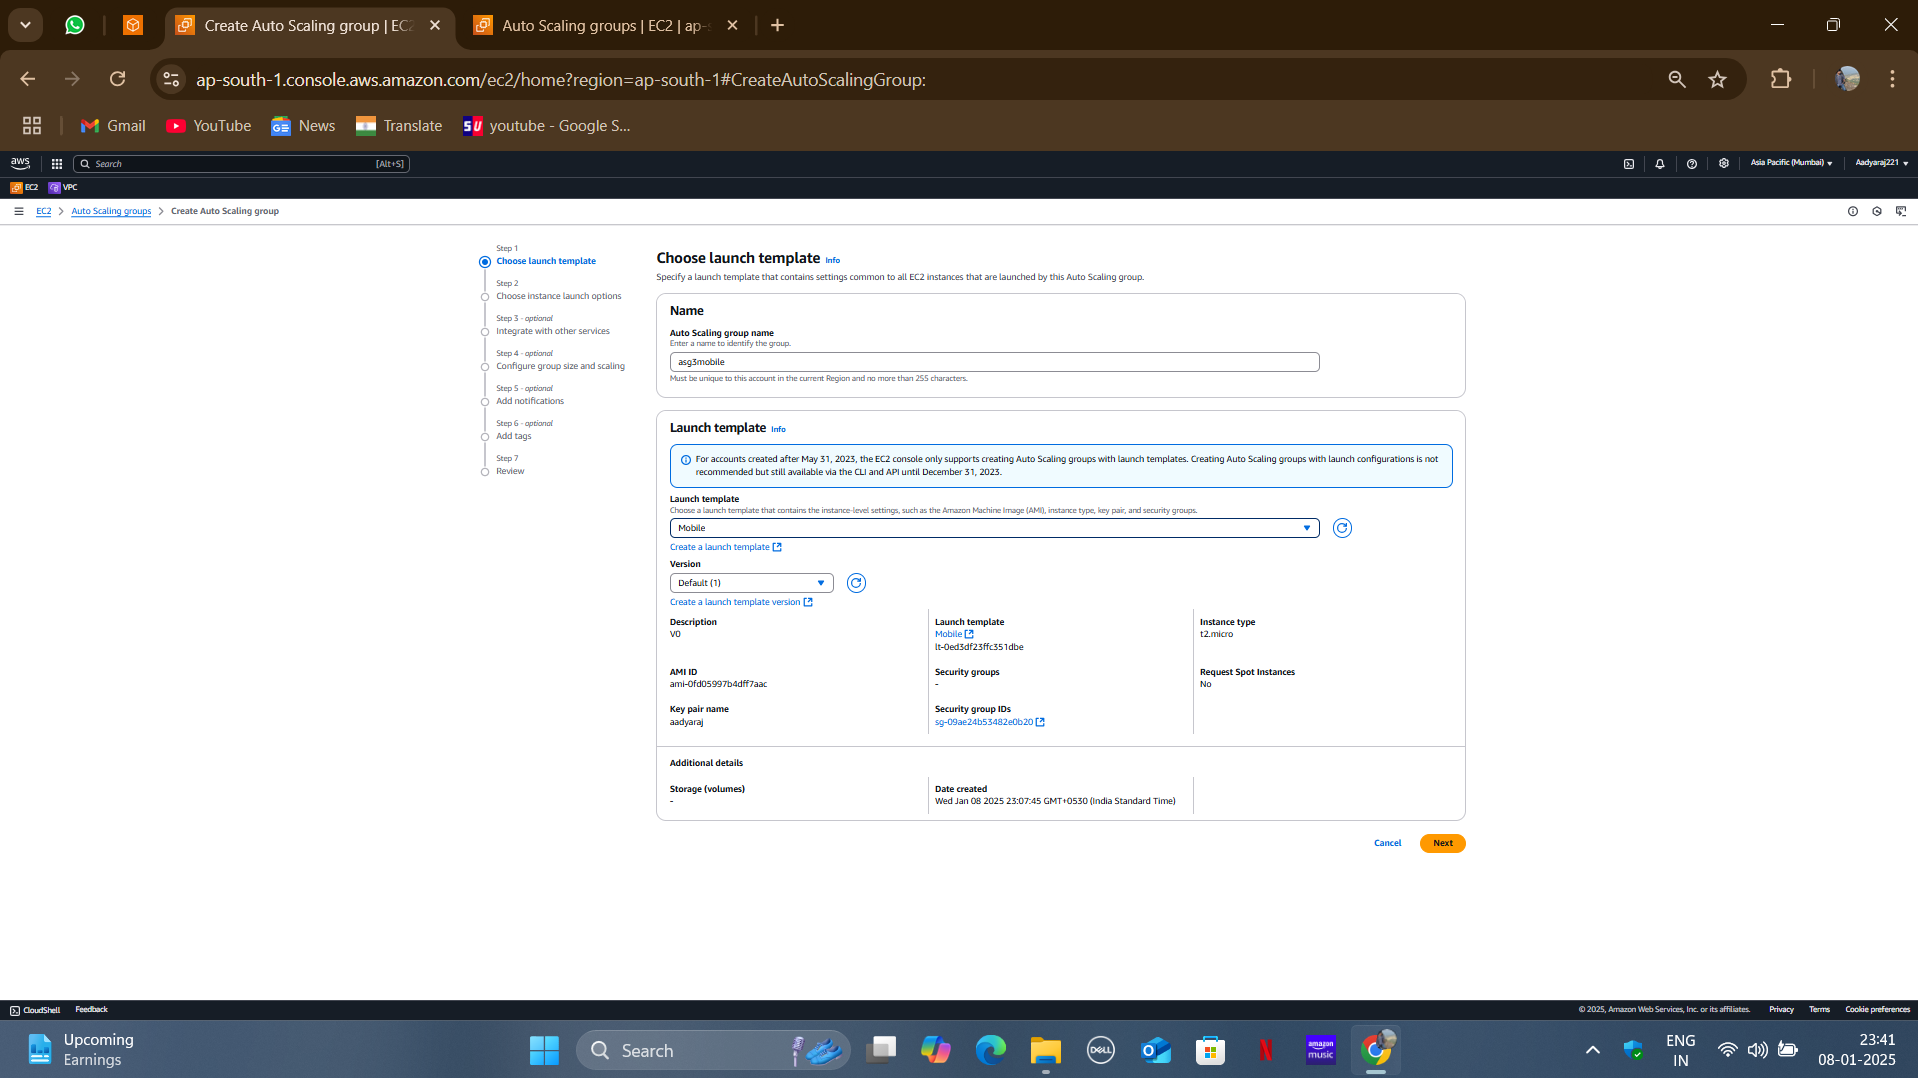 Create Auto Scaling group | EC2
Auto Scaling groups | EC2 | ap-s
ap-south-1.console.aws.amazon.com/ec2/home?region=ap-south-1#CreateAutoScalingGroup:
Gmail
YouTube
News
Translate
SU
youtube - Google S...
aws
Search
[Alt+S]
Asia Pacific (Mumbai)
Aadyaraj221
EC2
VPC
EC2 > Auto Scaling groups > Create Auto Scaling group
Step 1
Choose launch template
Step 2
Choose instance launch options
Step 3 - optional
Integrate with other services
Step 4 - optional
Configure group size and scaling
Step 5 - optional
Add notifications
Step 6 - optional
Add tags
Step 7
Review
Choose launch template Info
Specify a launch template that contains settings common to all EC2 instances that are launched by this Auto Scaling group.
Name
Auto Scaling group name
Enter a name to identify the group.
asg3mobile
Must be unique to this account in the current Region and no more than 255 characters.
Launch template Info
For accounts created after May 31, 2023, the EC2 console only supports creating Auto Scaling groups with launch templates. Creating Auto Scaling groups with launch configurations is not
recommended but still available via the CLI and API until December 31, 2023.
Launch template
Choose a launch template that contains the instance-level settings, such as the Amazon Machine Image (AMI), instance type, key pair, and security groups.
Mobile
Create a launch template
Version
Default (1)
Create a launch template version
Description
V0
Launch template
Mobile
lt-0ed3df23ffc351dbe
Instance type
t2.micro
AMI ID
ami-0fd05997b4dff7aac
Security groups
-
Request Spot Instances
No
Key pair name
aadyaraj
Security group IDs
sg-09ae24b53482e0b20
Additional details
Storage (volumes)
-
Date created
Wed Jan 08 2025 23:07:45 GMT+0530 (India Standard Time)
Cancel
Next
CloudShell
Feedback
© 2025, Amazon Web Services, Inc. or its affiliates.
Privacy
Terms
Cookie preferences
Upcoming
Earnings
Search
DELL
amazon
music
ENG
IN
23:41
08-01-2025